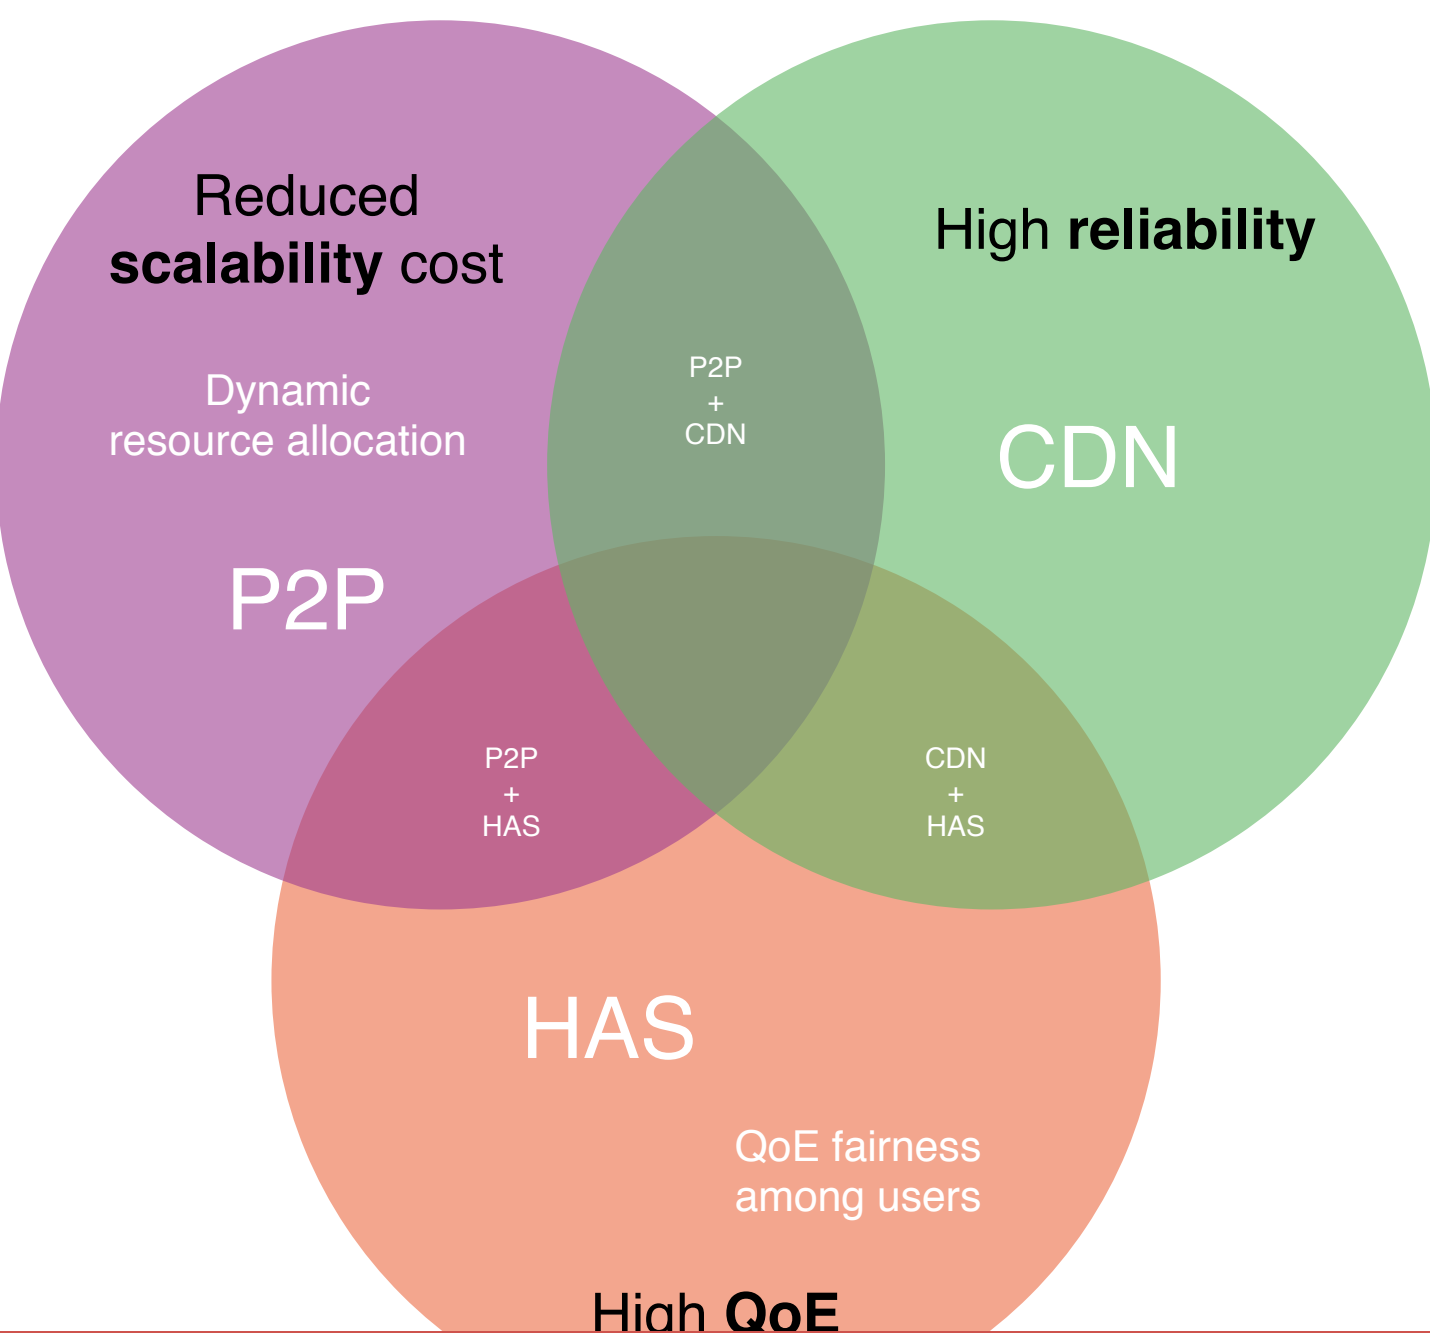 Reduced
scalability cost
High reliability
Dynamic
resource allocation
P2P
+
CDN
CDN
P2P
P2P
+
HAS
CDN
+
HAS
HAS
QoE fairness
among users
High QoE